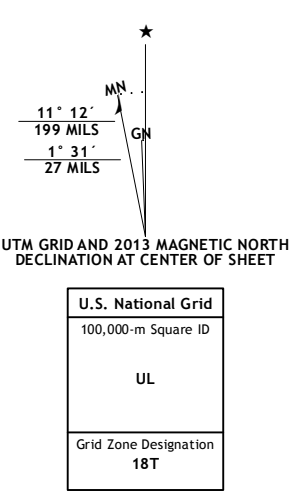 MN
11° 12´
199 MILS
GN
1° 31´
27 MILS
UTM GRID AND 2013 MAGNETIC NORTH
DECLINATION AT CENTER OF SHEET
U.S. National Grid
100,000-m Square ID
UL
Grid Zone Designation
18T